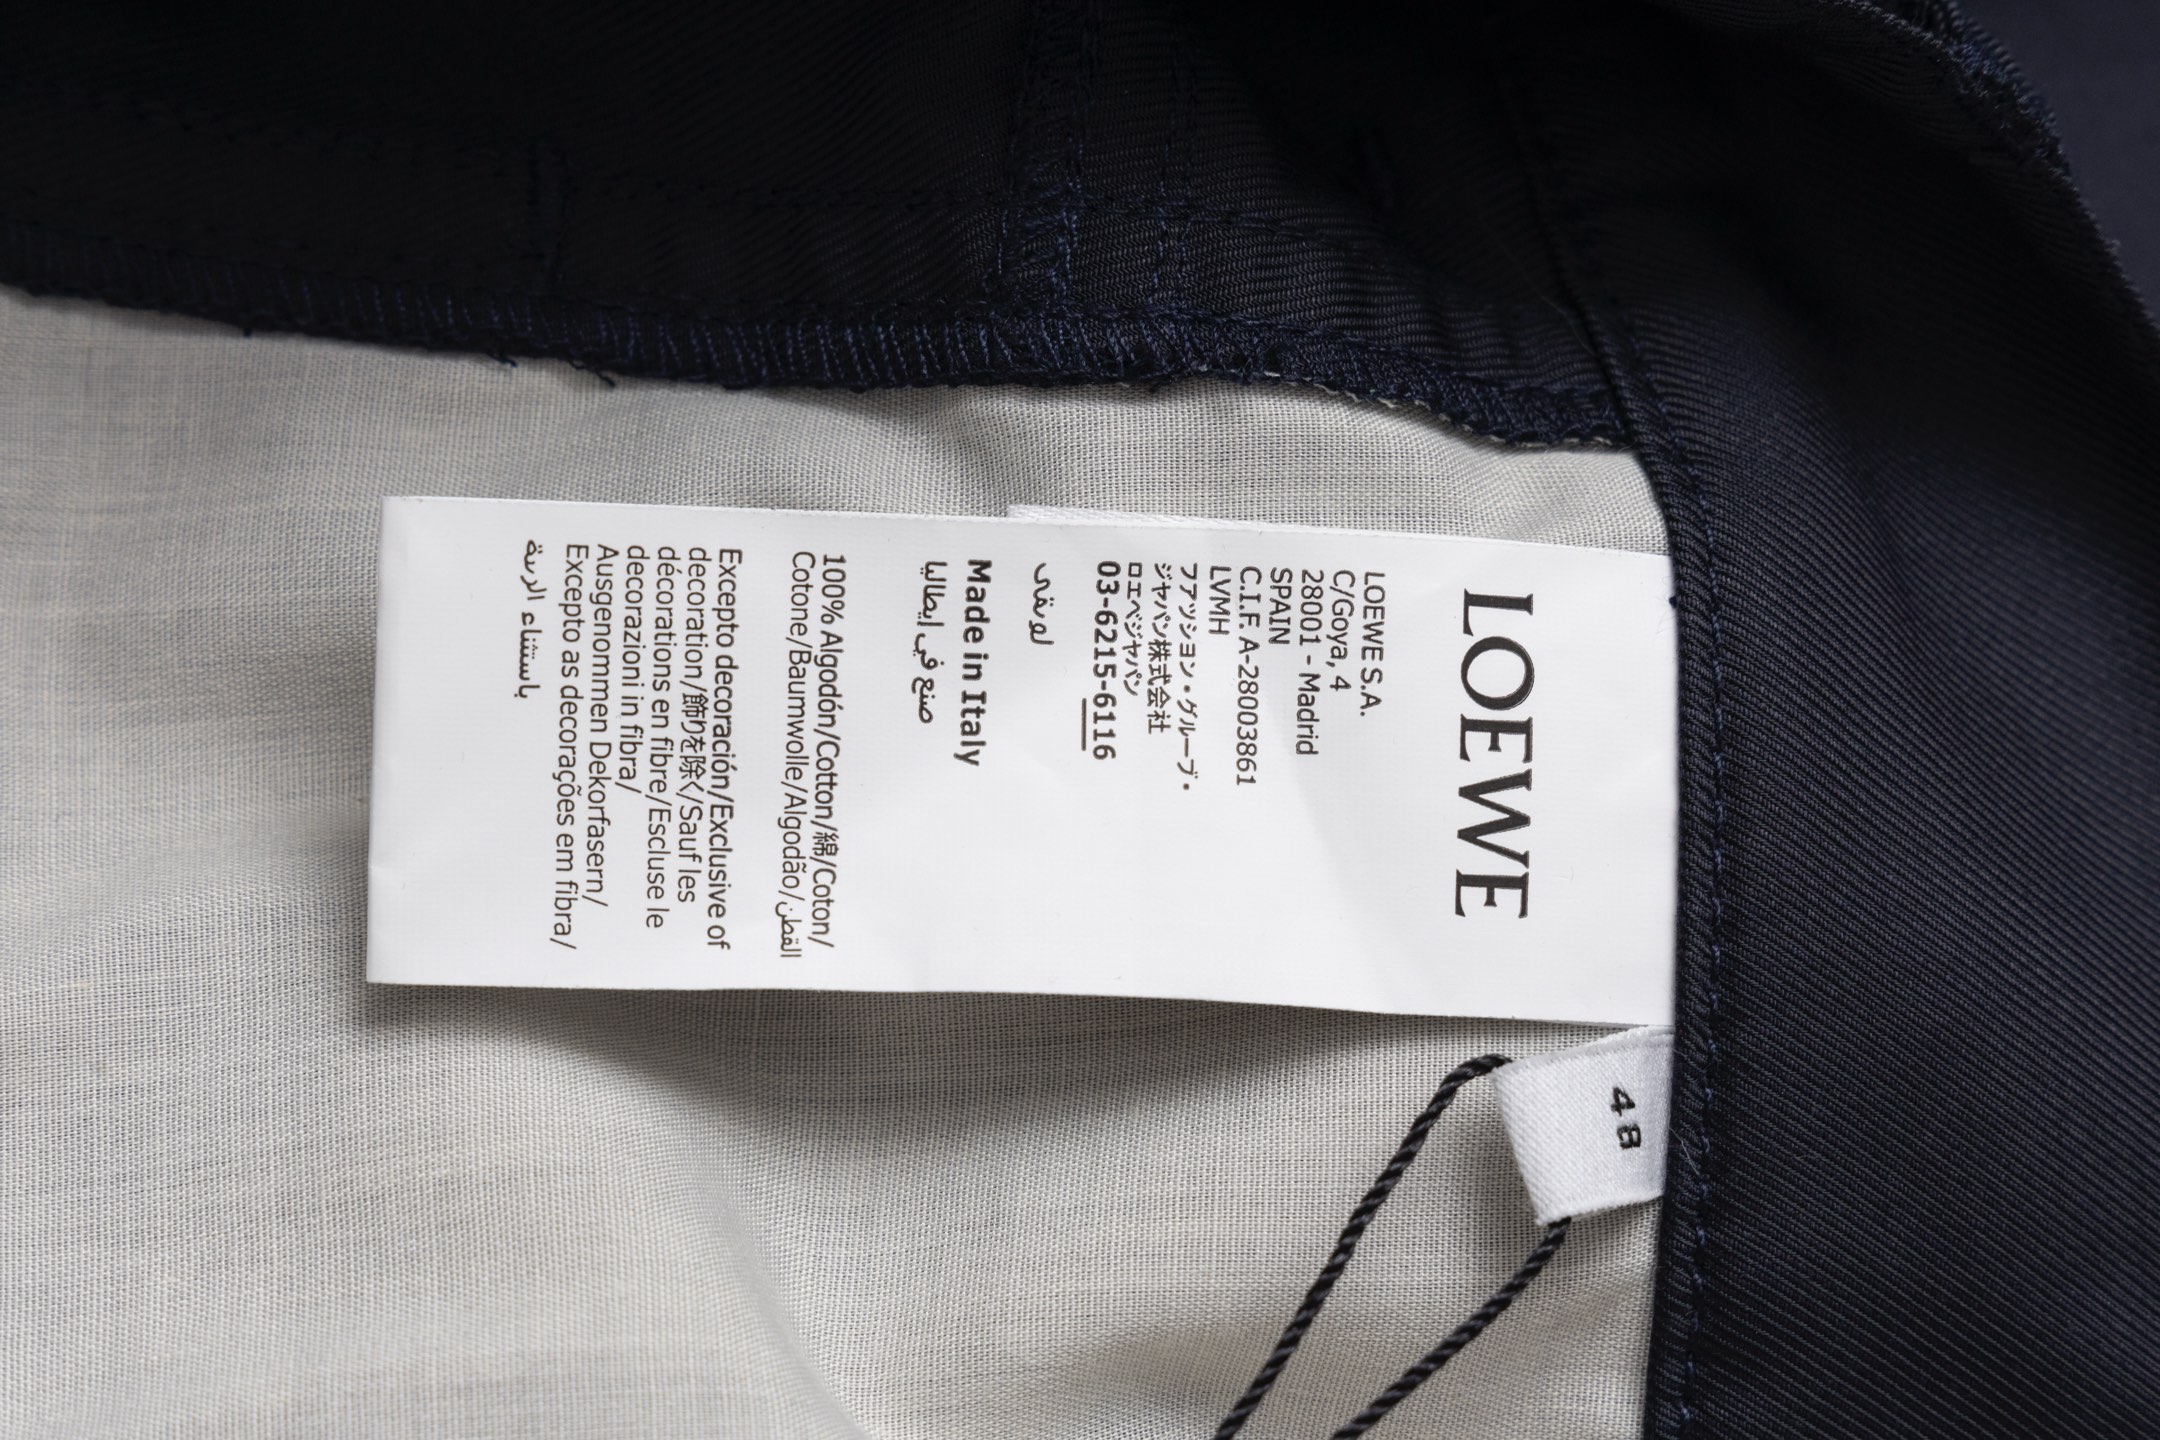 LOEWE
LOEWE S.A.
C/Goya, 4
28001 - Madrid
SPAIN
C.I.F. A-28003861
LVMH
ファッション・グループ・
ジャパン株式会社
ロエベジャパン
03-6215-6116
لويڤي
Made in Italy
صنع في إيطاليا
100% Algodón/Cotton/綿/Coton/
Cotone/Baumwolle/Algodão/القطن
Excepto decoración/Exclusive of
decoration/飾りを除く/Sauf les
décorations en fibre/Escluse le
decorazioni in fibra/
Ausgenommen Dekorfasern/
Excepto as decorações em fibra/
باستثناء الزينة
48